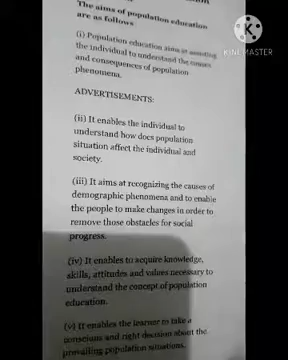 The aims of population education
are as follows
(i) Population education aims in assisting
the individual to understand the causes
and consequences of population
phenomena.
KINEMASTER
ADVERTISEMENTS:
(ii) It enables the individual to
understand how does population
situation affect the individual and
society.
(iii) It aims at recognizing the causes of
demographic phenomena and to enable
the people to make changes in order to
remove those obstacles for social
progress.
(iv) It enables to acquire knowledge,
skills, attitudes and values necessary to
understand the concept of population
education.
(v) It enables the learner to take a
conscious and right decision about the
prevailing population situations.